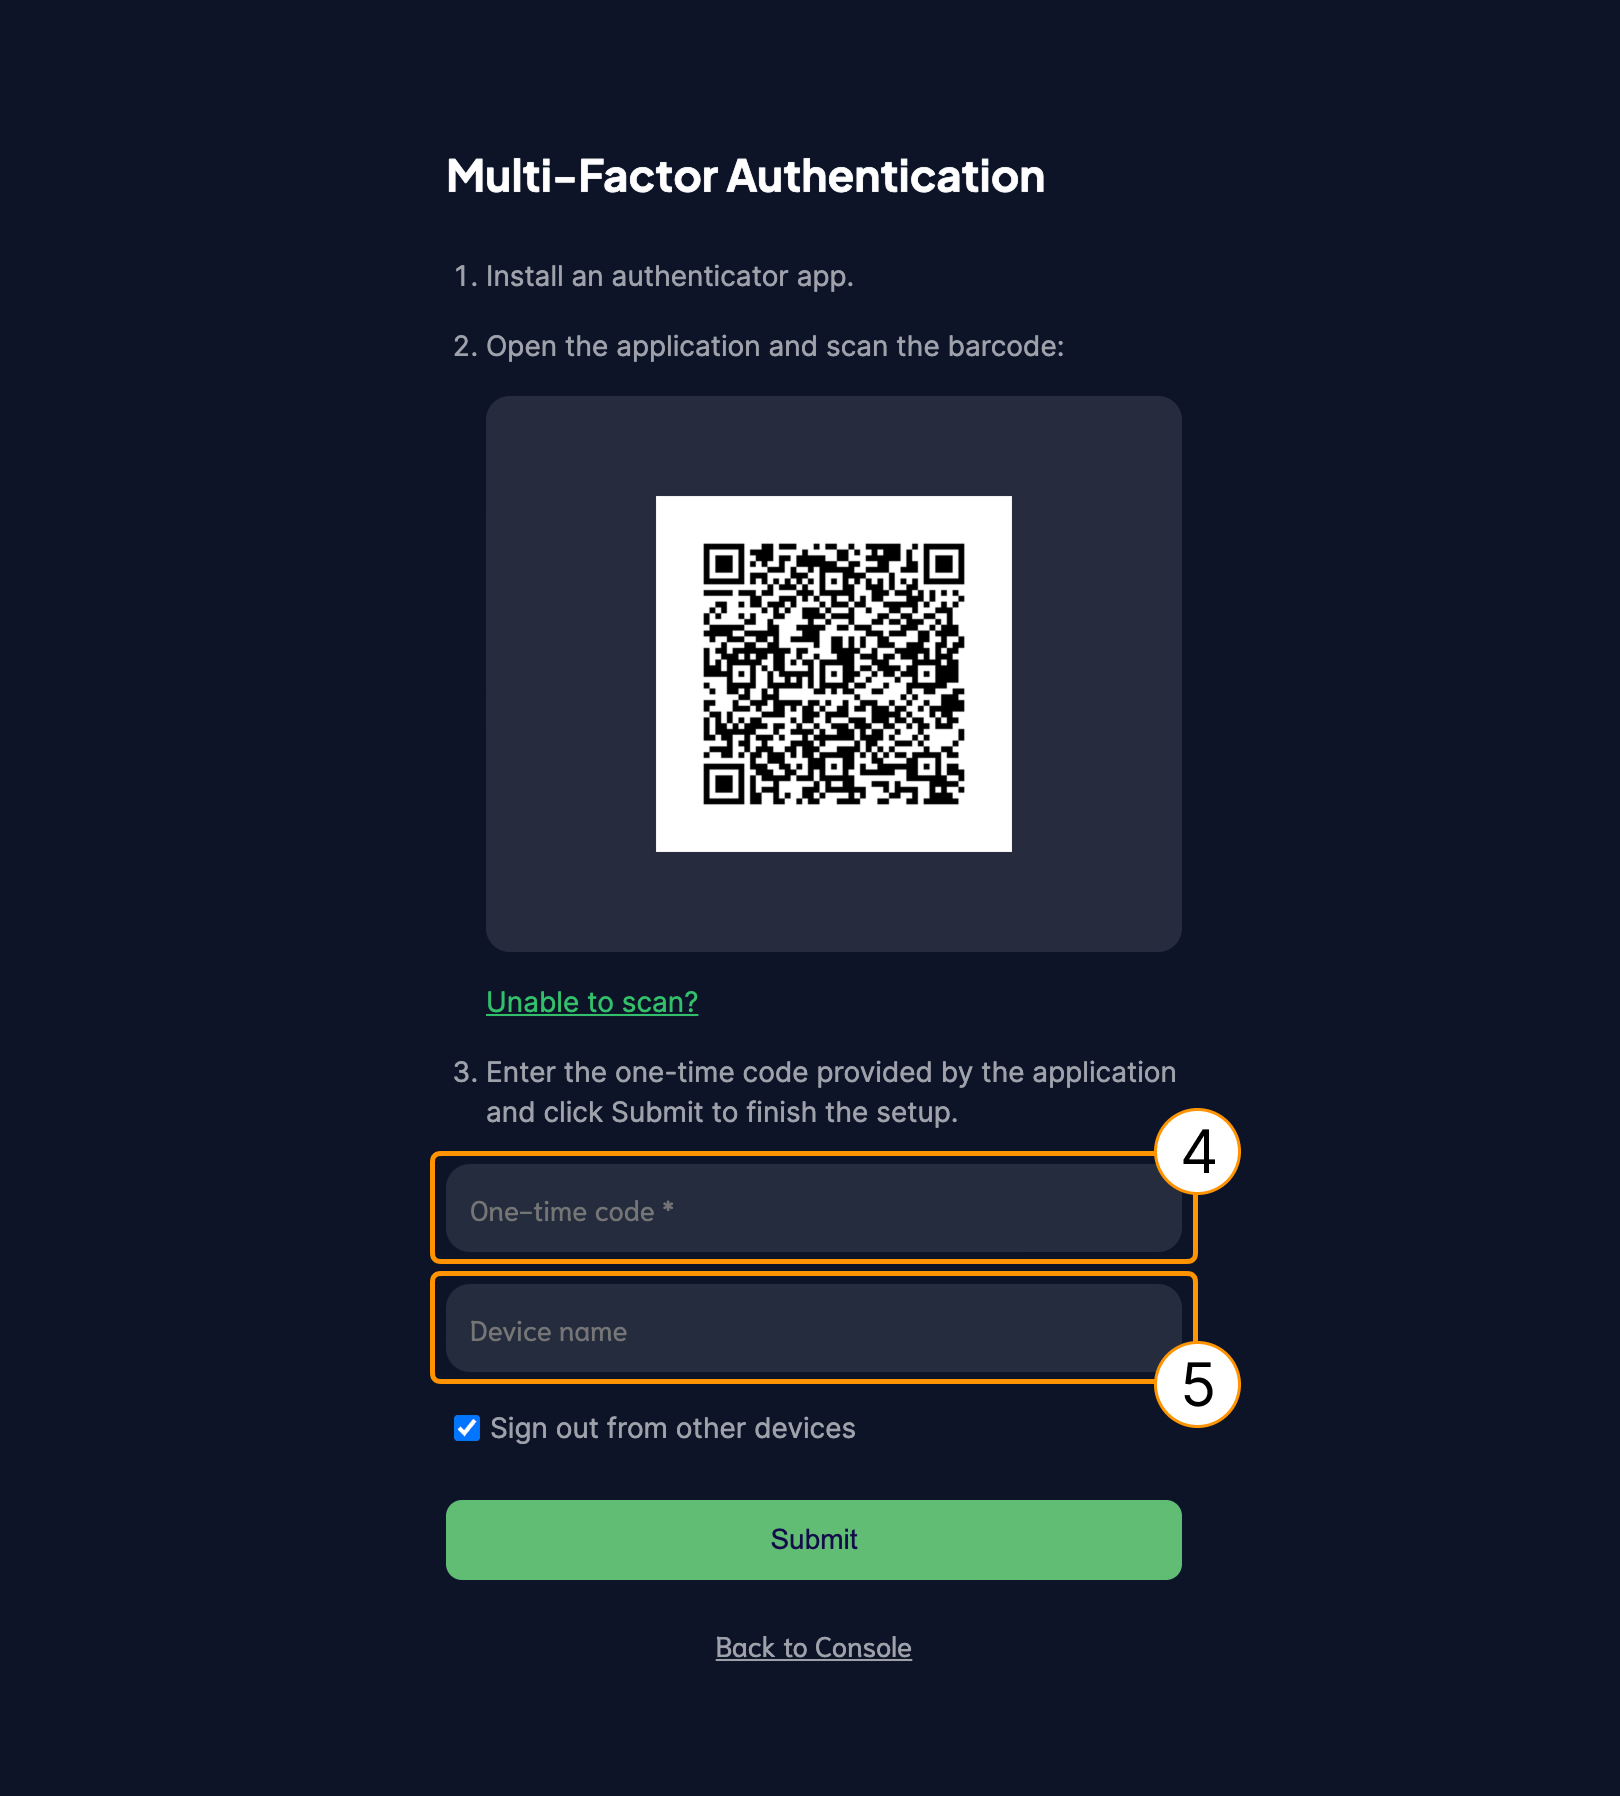 Multi-Factor Authentication
1. Install an authenticator app.
2. Open the application and scan the barcode:
Unable to scan?
3. Enter the one-time code provided by the application
and click Submit to finish the setup.
4
One-time code *
Device name
5
Sign out from other devices
Submit
Back to Console